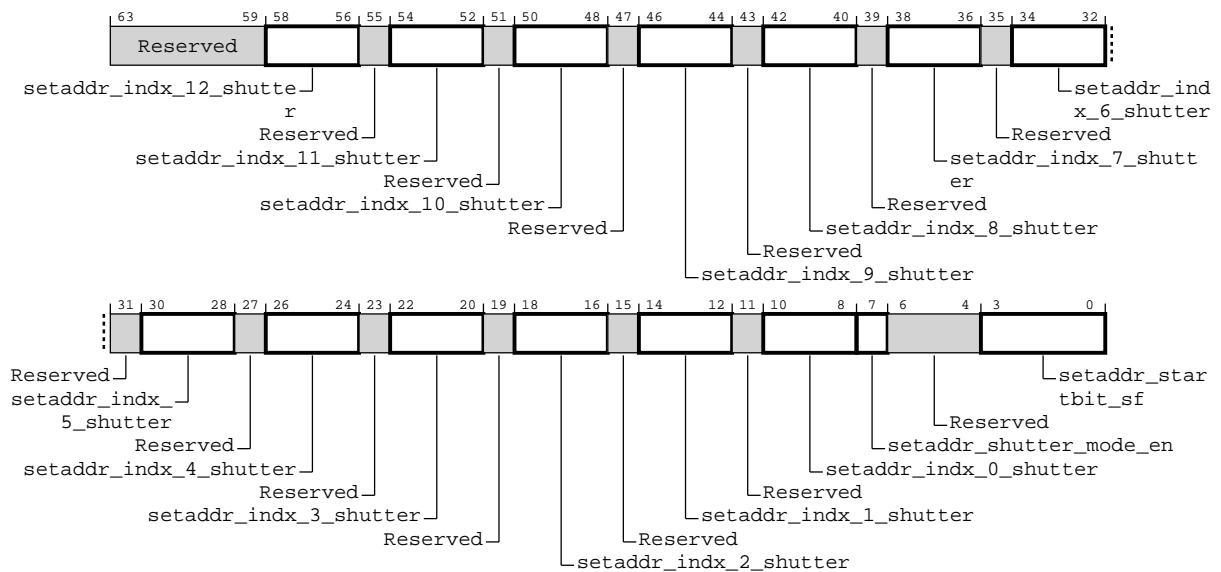 63 59 58 56 55 54 52 51 50 48 47 46 44 43 42 40 39 38 36 35 34 32
Reserved
setaddr_indx_12_shutte
r
setaddr_ind
x_6_shutter
Reserved
Reserved
setaddr_indx_11_shutter
setaddr_indx_7_shutt
er
Reserved
Reserved
setaddr_indx_10_shutter
Reserved
setaddr_indx_8_shutter
Reserved
setaddr_indx_9_shutter
31 30 28 27 26 24 23 22 20 19 18 16 15 14 12 11 10 8 7 6 4 3 0
Reserved
setaddr_indx_
5_shutter
setaddr_star
tbit_sf
Reserved
Reserved
setaddr_shutter_mode_en
setaddr_indx_4_shutter
setaddr_indx_0_shutter
Reserved
Reserved
setaddr_indx_3_shutter
setaddr_indx_1_shutter
Reserved
Reserved
setaddr_indx_2_shutter